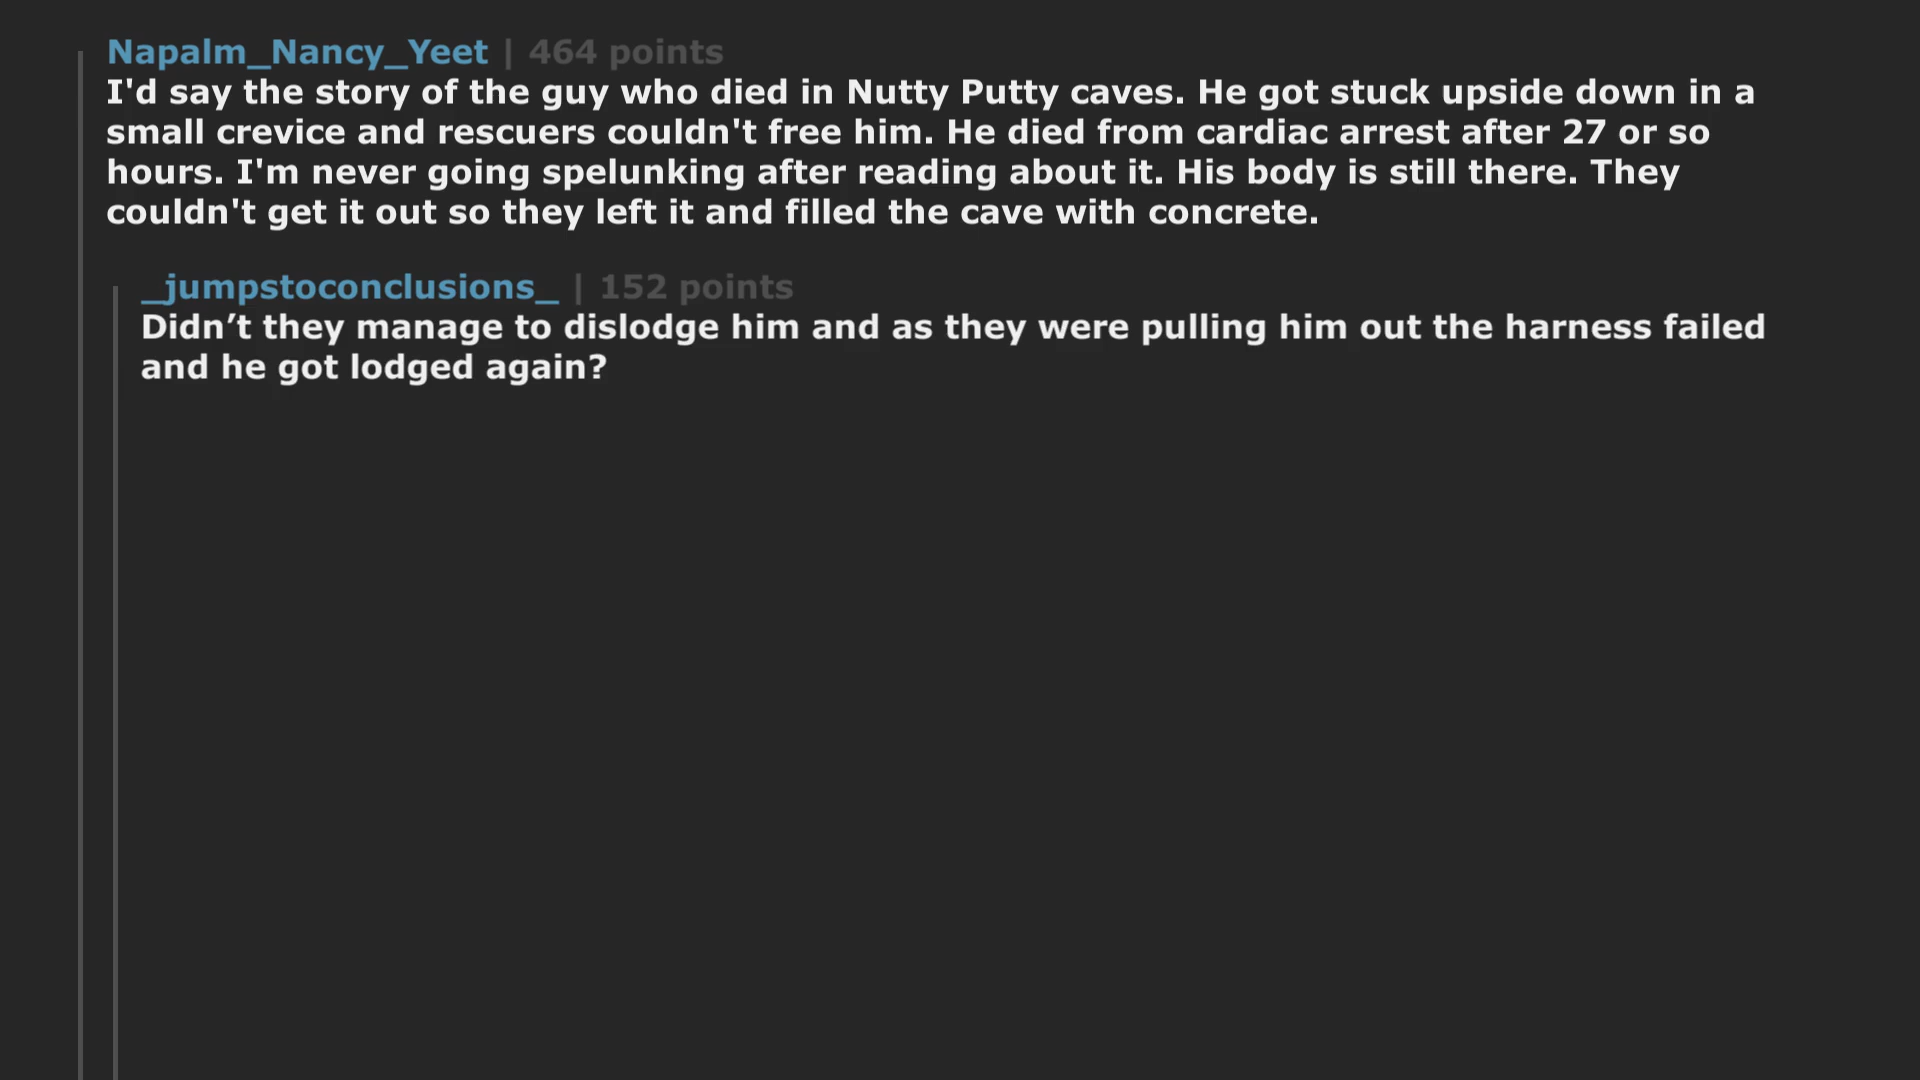 Napalm_Nancy_Yeet | 464 points
I'd say the story of the guy who died in Nutty Putty caves. He got stuck upside down in a
small crevice and rescuers couldn't free him. He died from cardiac arrest after 27 or so
hours. I'm never going spelunking after reading about it. His body is still there. They
couldn't get it out so they left it and filled the cave with concrete.
_jumpstoconclusions_ | 152 points
Didn’t they manage to dislodge him and as they were pulling him out the harness failed
and he got lodged again?